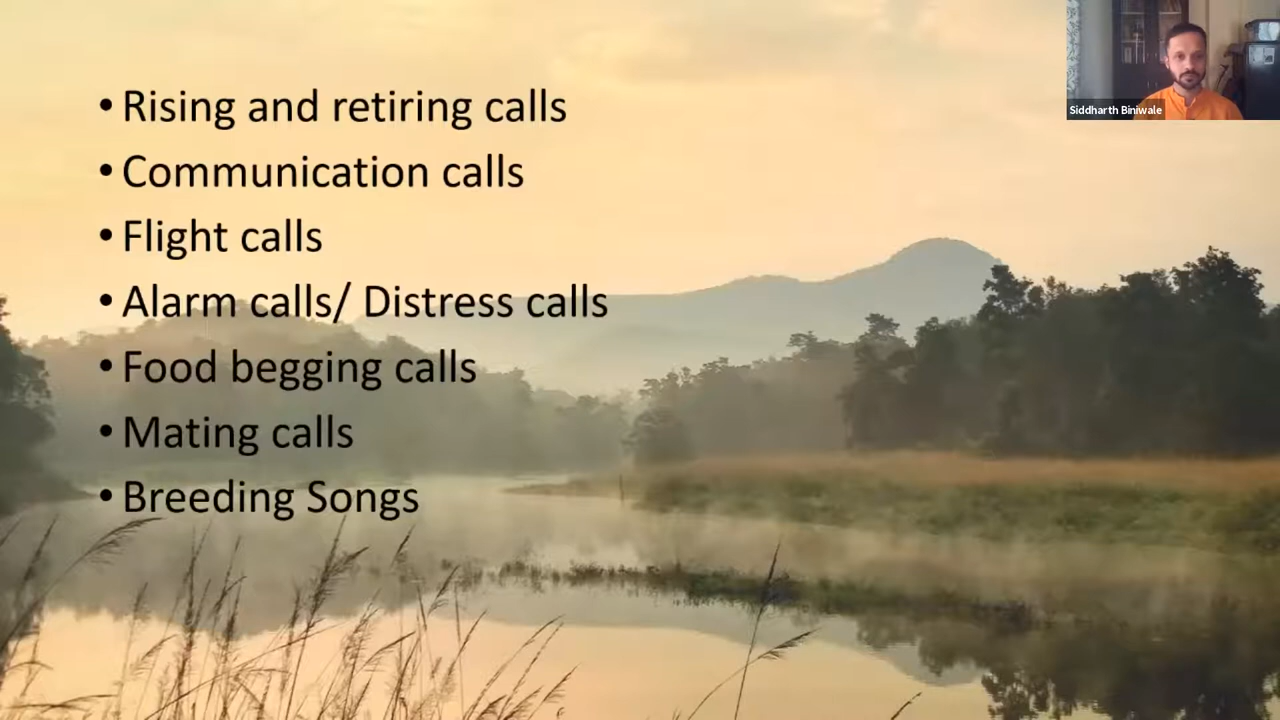 • Rising and retiring calls
• Communication calls
• Flight calls
• Alarm calls/ Distress calls
• Food begging calls
• Mating calls
• Breeding Songs
Siddharth Biniwale